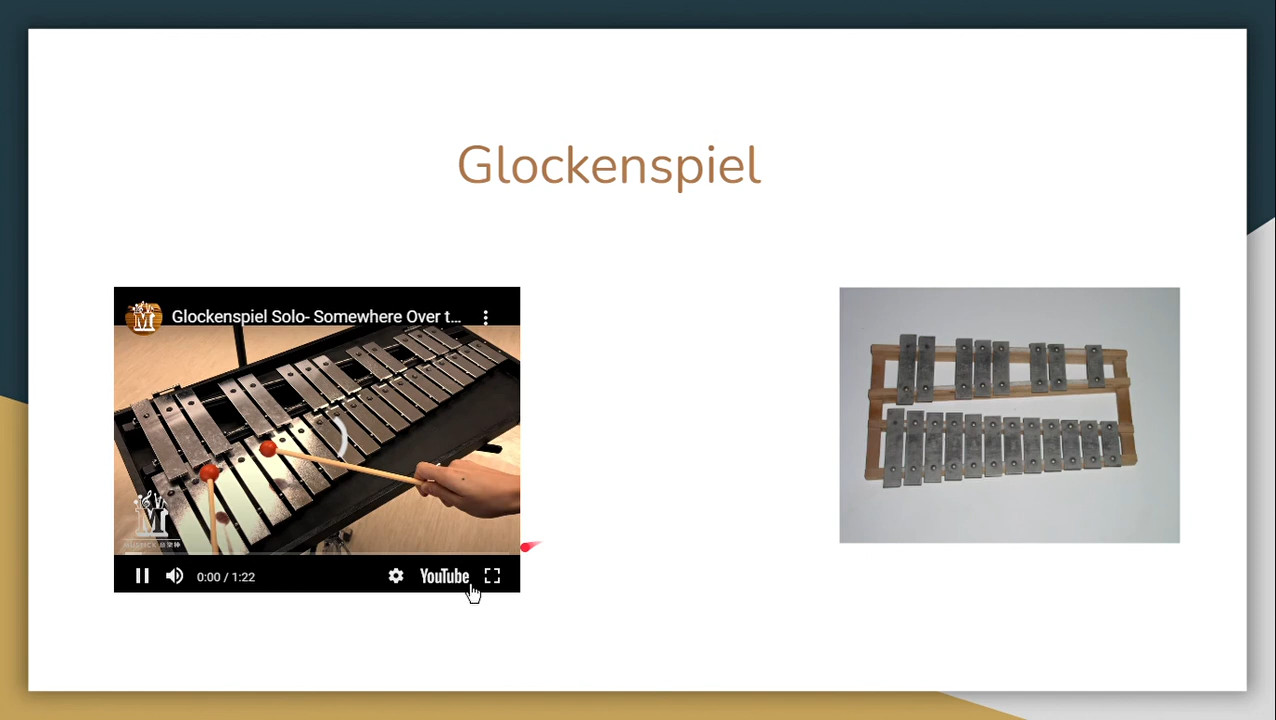 Glockenspiel
Glockenspiel Solo- Somewhere Over t...
M
0:00 / 1:22
YouTube